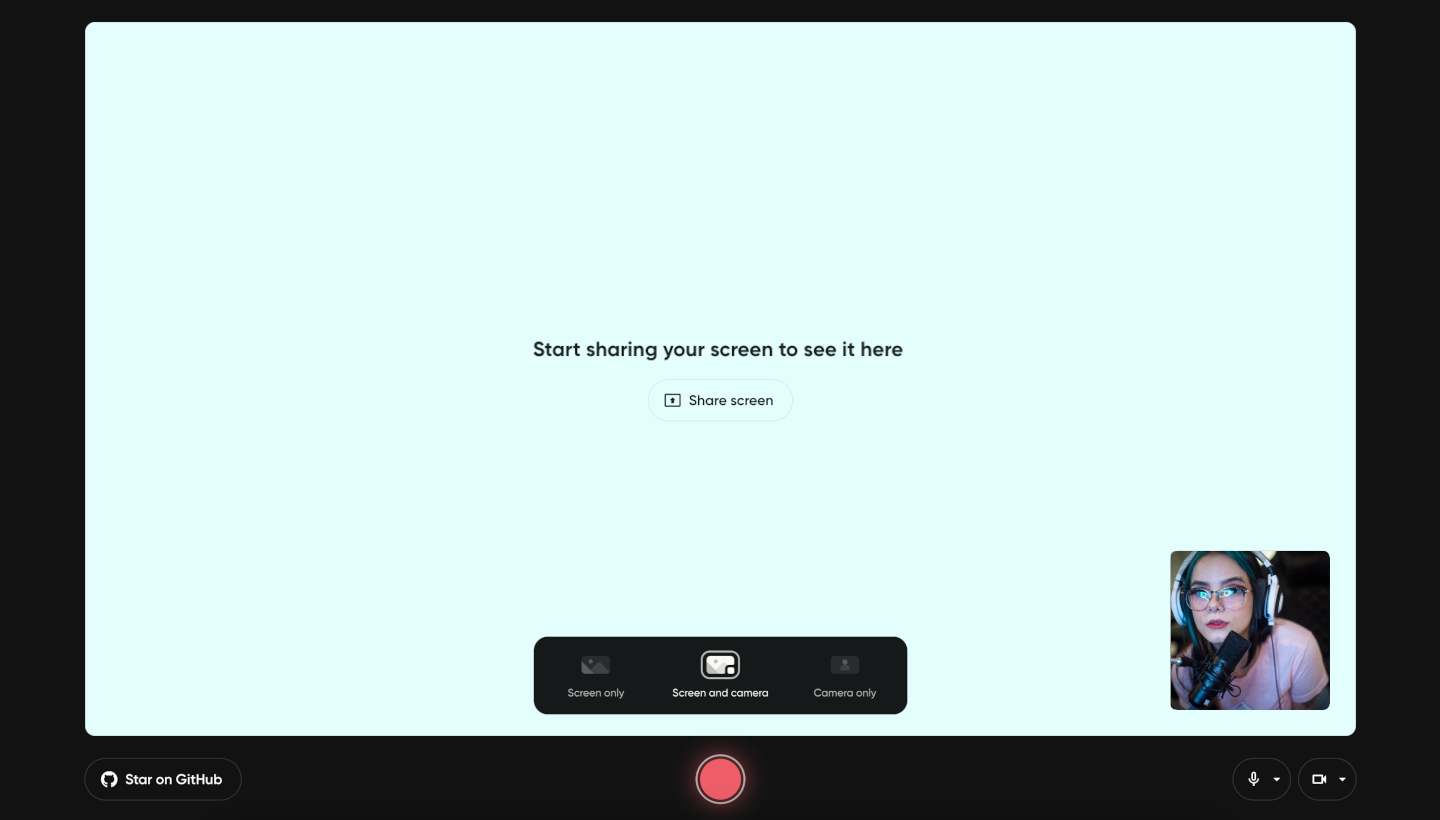 Start sharing your screen to see it here
Share screen
Screen only
Screen and camera
Camera only
Star on GitHub